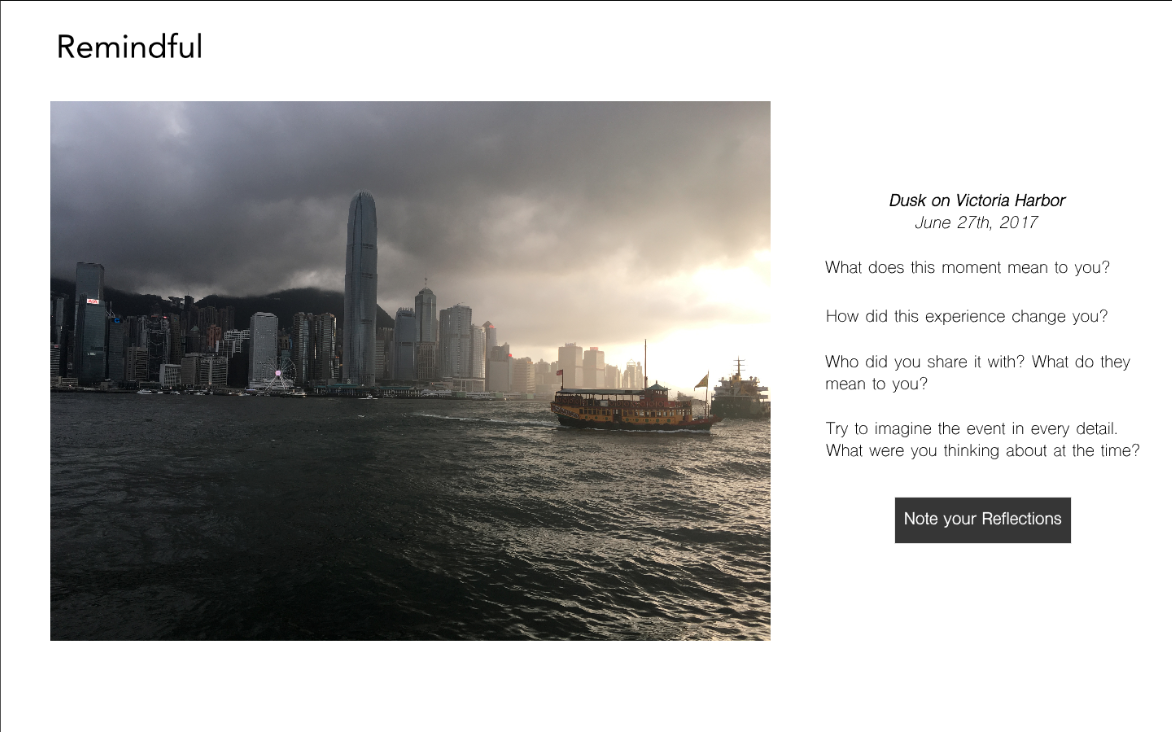 Remindful
Dusk on Victoria Harbor
June 27th, 2017
What does this moment mean to you?
How did this experience change you?
Who did you share it with? What do they
mean to you?
Try to imagine the event in every detail.
What were you thinking about at the time?
Note your Reflections